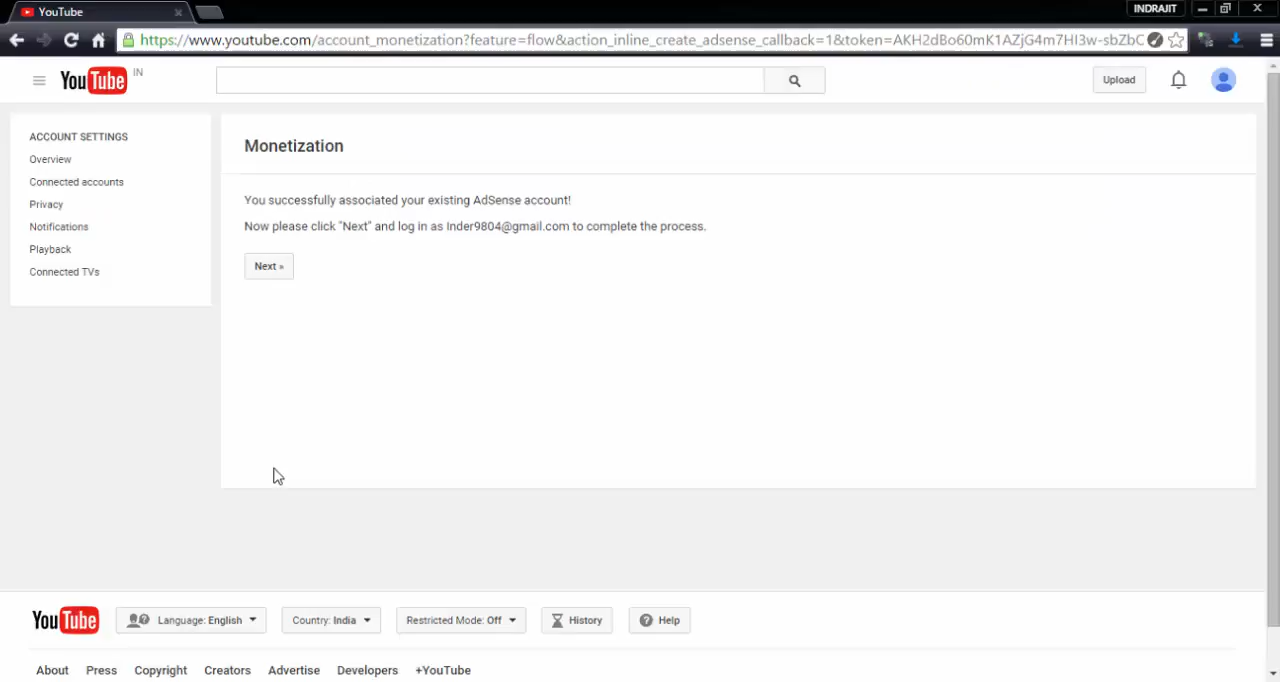 YouTube
INDRAJIT
https://www.youtube.com/account_monetization?feature=flow&action_inline_create_adsense_callback=1&token=AKH2dBo60mK1AZjG4m7HI3w-sbZbC
YouTube IN
Upload
ACCOUNT SETTINGS
Overview
Connected accounts
Privacy
Notifications
Playback
Connected TVs
Monetization
You successfully associated your existing AdSense account!
Now please click "Next" and log in as Inder9804@gmail.com to complete the process.
Next »
YouTube
Language: English
Country: India
Restricted Mode: Off
History
Help
About Press Copyright Creators Advertise Developers +YouTube